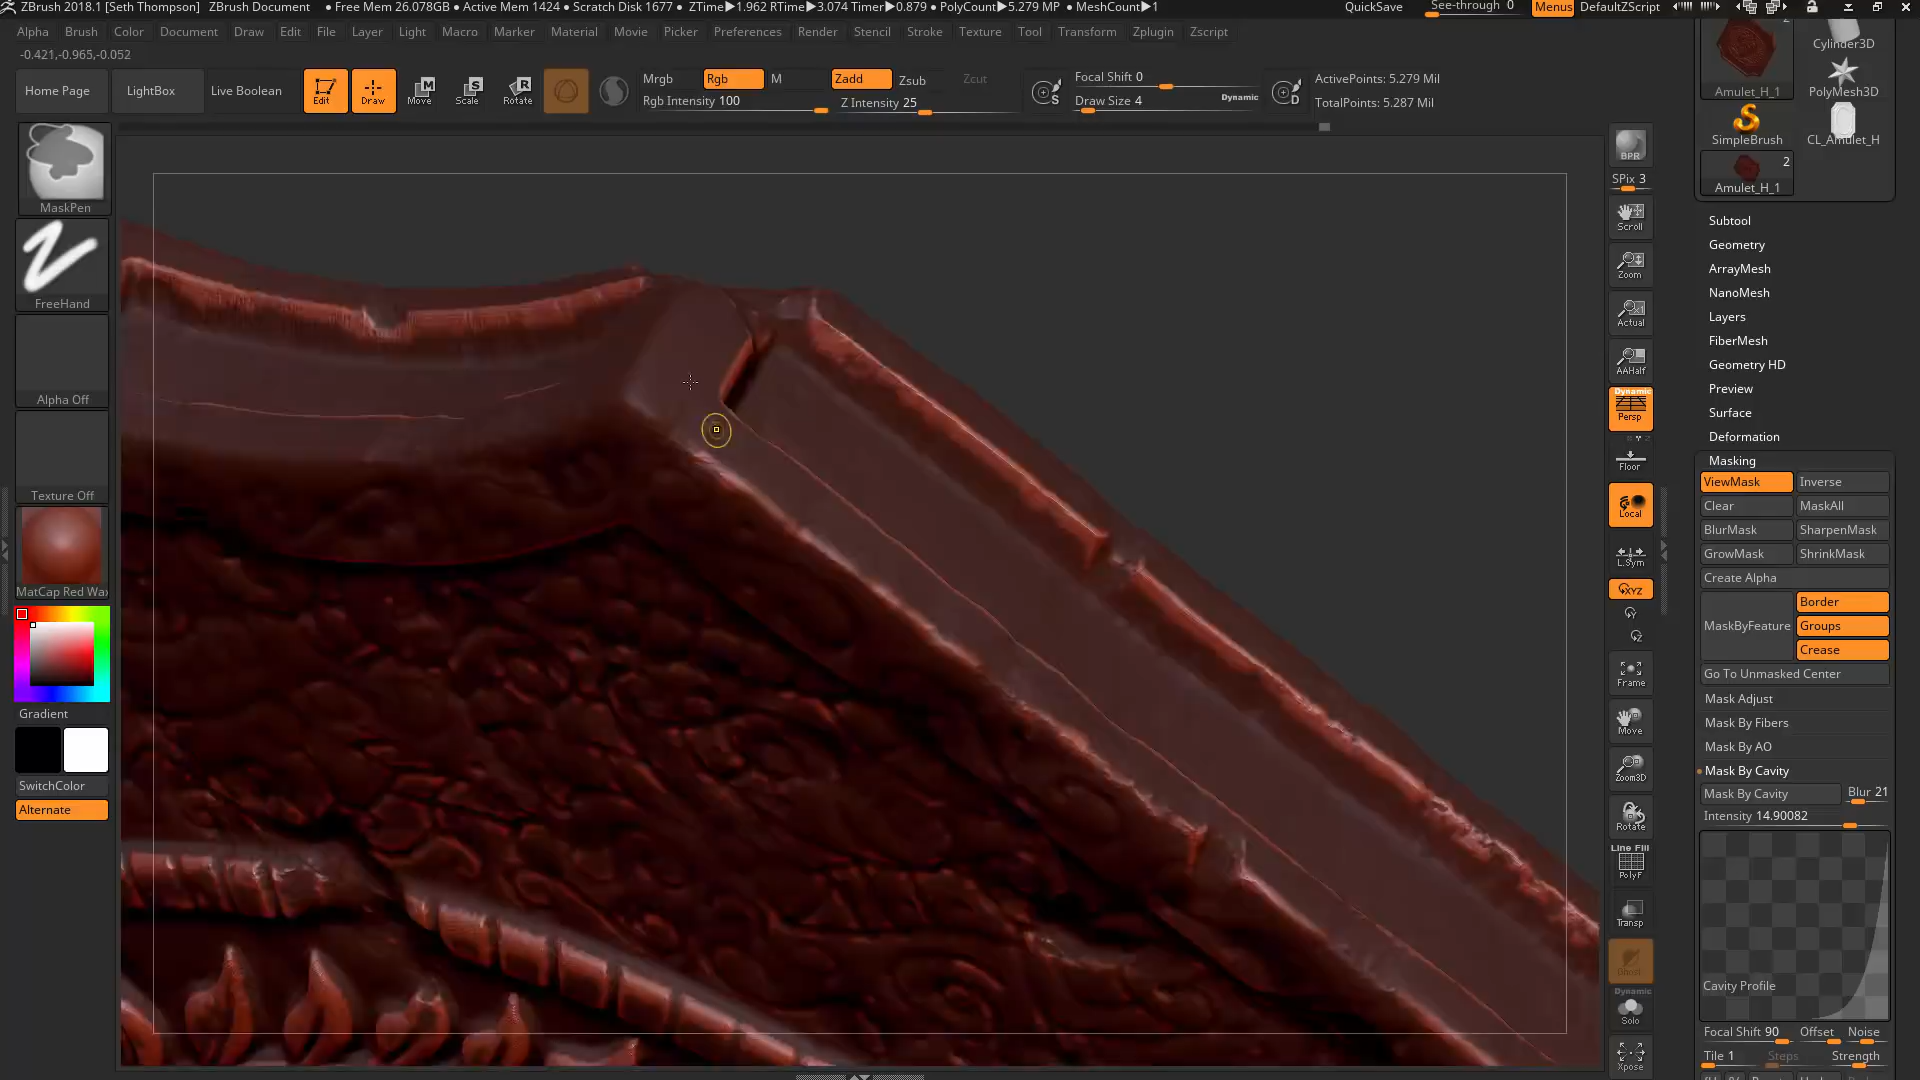 ZBrush 2018.1 [Seth Thompson] ZBrush Document ● Free Mem 26.078GB ● Active Mem 1424 ● Scratch Disk 1677 ● ZTime▶1.962 RTime▶3.074 Timer▶0.879 ● PolyCount▶5.279 MP ● MeshCount▶1 QuickSave See-through 0 Menus DefaultZScript
Alpha Brush Color Document Draw Edit File Layer Light Macro Marker Material Movie Picker Preferences Render Stencil Stroke Texture Tool Transform Zplugin Zscript
-0.421,-0.965,-0.052
Home Page LightBox Live Boolean Edit Draw Move Scale Rotate
Mrgb Rgb M Zadd Zsub Zcut
Rgb Intensity 100 Z Intensity 25
S Focal Shift 0
Draw Size 4 Dynamic D
ActivePoints: 5.279 Mil
TotalPoints: 5.287 Mil
MaskPen
FreeHand
Alpha Off
Texture Off
MatCap Red Wax
Gradient
SwitchColor
Alternate
BPR
SPix 3
Scroll
Zoom
Actual
AAHalf
Dynamic
Persp
Floor
Local
L.Sym
XYZ
Y
Z
Frame
Move
Zoom3D
Rotate
Line Fill
PolyF
Transp
Ghost
Dynamic
Solo
Xpose
2
Amulet_H_1
Cylinder3D
PolyMesh3D
SimpleBrush
CL_Amulet_H
2
Amulet_H_1
Subtool
Geometry
ArrayMesh
NanoMesh
Layers
FiberMesh
Geometry HD
Preview
Surface
Deformation
Masking
ViewMask Inverse
Clear MaskAll
BlurMask SharpenMask
GrowMask ShrinkMask
Create Alpha
MaskByFeature Border
Groups
Crease
Go To Unmasked Center
Mask Adjust
Mask By Fibers
Mask By AO
Mask By Cavity
Mask By Cavity Blur 21
Intensity 14.90082
Cavity Profile
Focal Shift 90 Offset Noise
Tile 1 Steps Strength